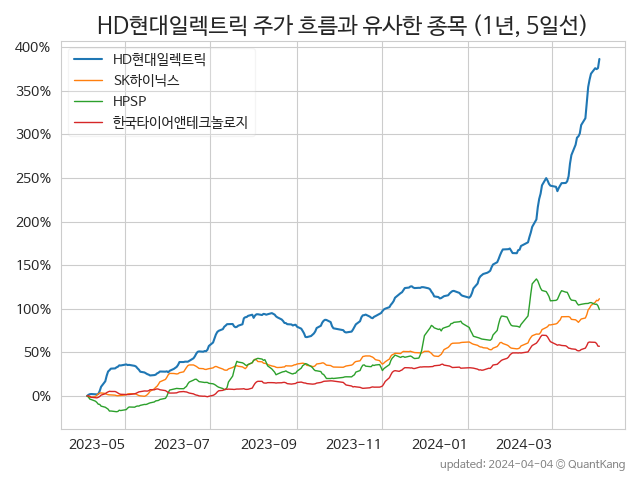 HD현대일렉트릭 주가 흐름과 유사한 종목 (1년, 5일선)
400%
350%
300%
250%
200%
150%
100%
50%
0%
HD현대일렉트릭
SK하이닉스
HPSP
한국타이어앤테크놀로지
2023-05 2023-07 2023-09 2023-11 2024-01 2024-03
updated: 2024-04-04 © QuantKang